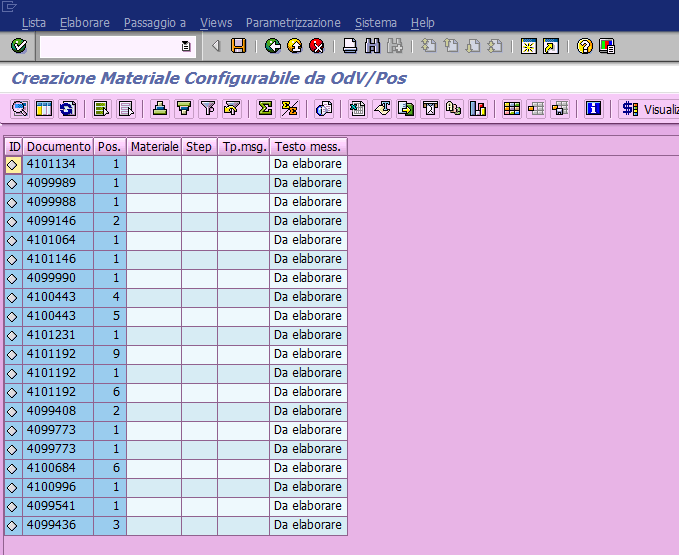 Lista Elaborare Passaggio a Views Parametrizzazione Sistema Help
Creazione Materiale Configurabile da OdV/Pos
Visualiz
ID Documento Pos. Materiale Step Tp.msg. Testo mess.
4101134 1 Da elaborare
4099989 1 Da elaborare
4099988 1 Da elaborare
4099146 2 Da elaborare
4101064 1 Da elaborare
4101146 1 Da elaborare
4099990 1 Da elaborare
4100443 4 Da elaborare
4100443 5 Da elaborare
4101231 1 Da elaborare
4101192 9 Da elaborare
4101192 1 Da elaborare
4101192 6 Da elaborare
4099408 2 Da elaborare
4099773 1 Da elaborare
4099773 1 Da elaborare
4100684 6 Da elaborare
4100996 1 Da elaborare
4099541 1 Da elaborare
4099436 3 Da elaborare